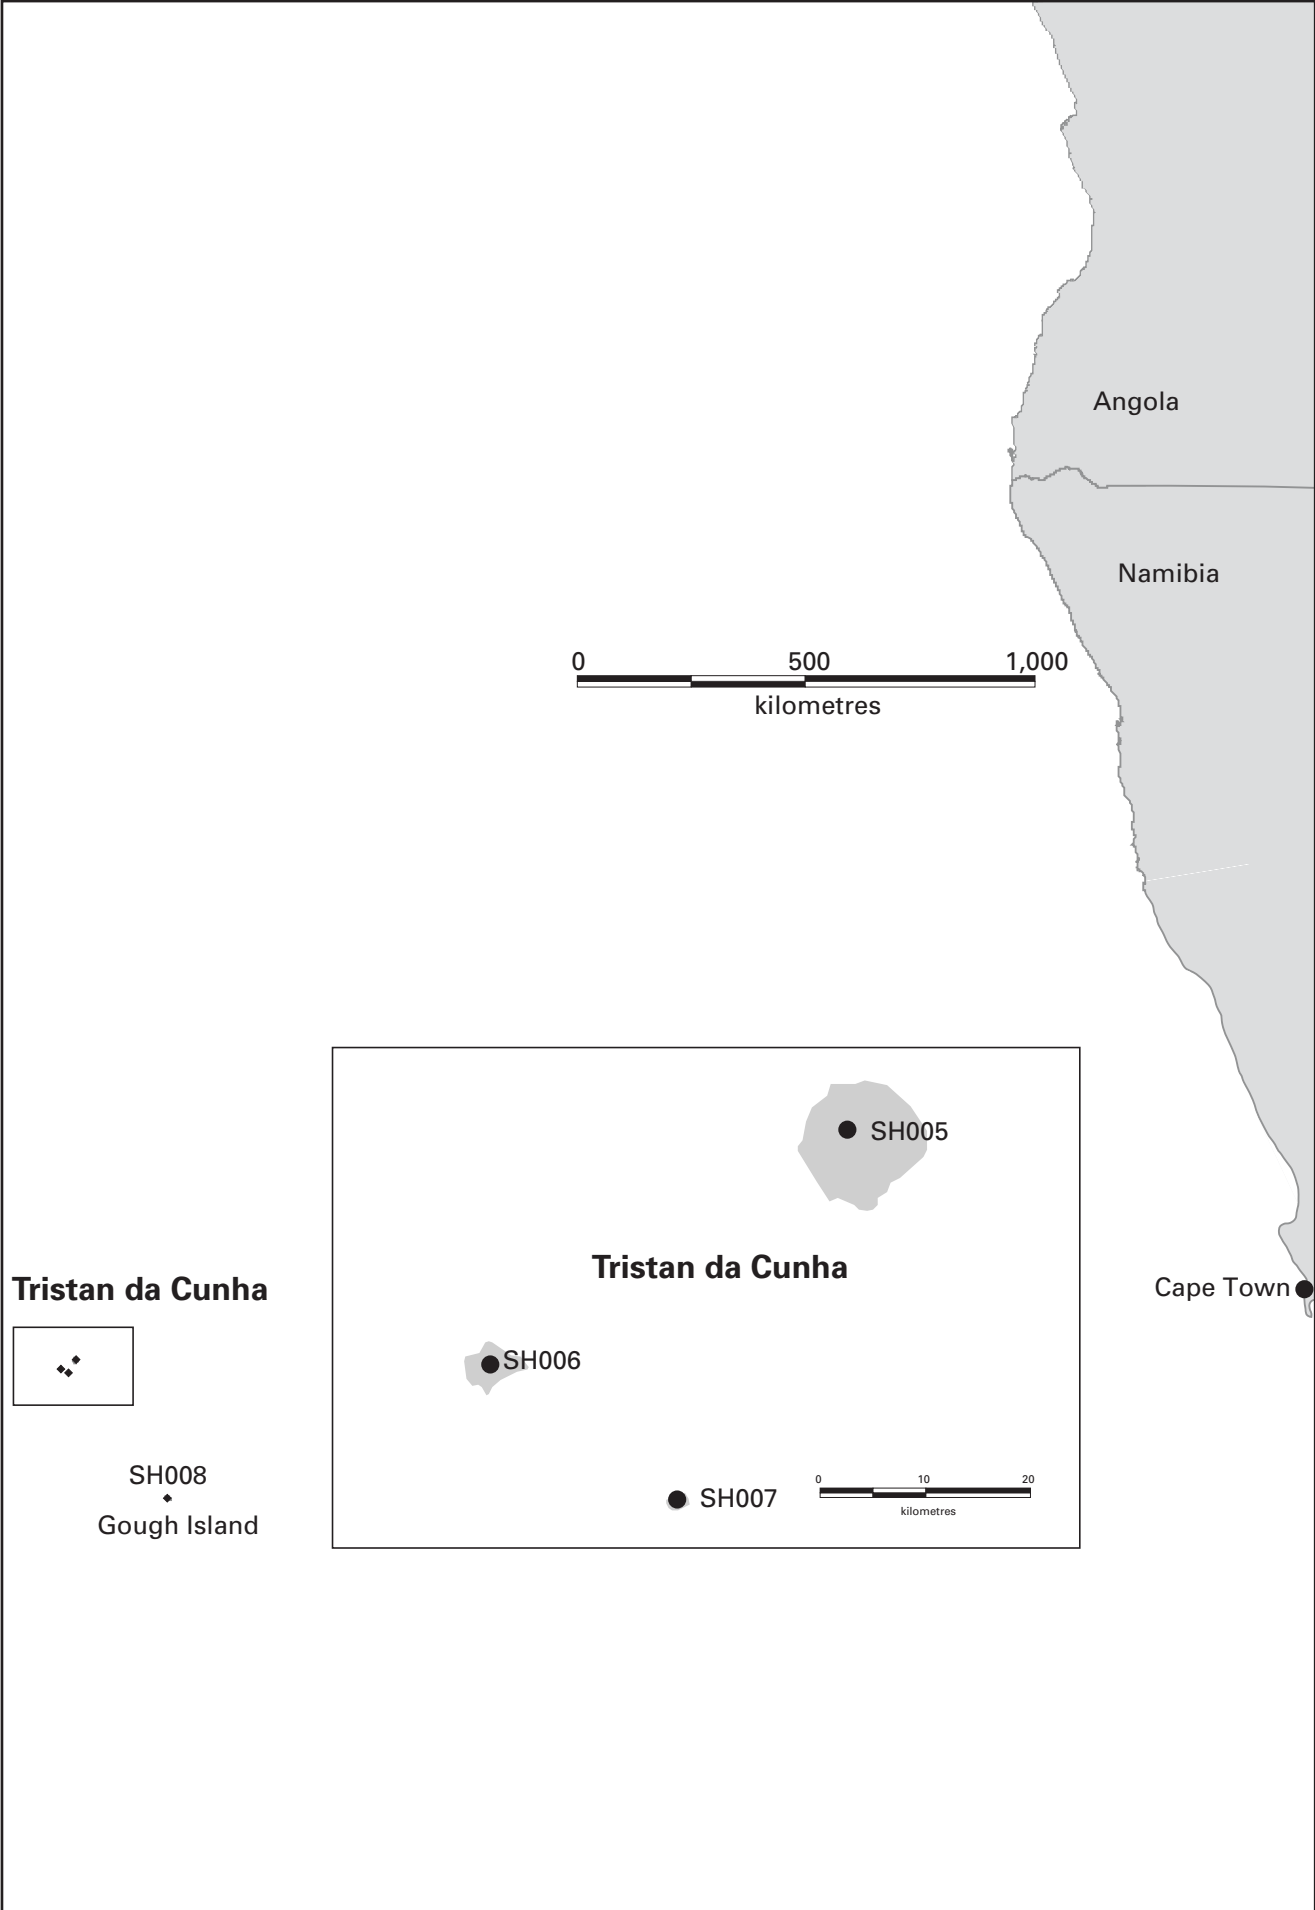 Angola
Namibia
0 500 1,000
kilometres
SH005
Tristan da Cunha
Tristan da Cunha
Cape Town
SH006
SH008
Gough Island
SH007
0 10 20
kilometres